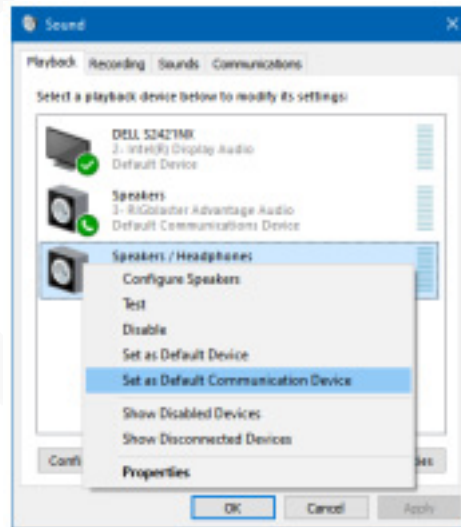 Sound
Playback Recording Sounds Communications
Select a playback device below to modify its settings:
DELL S2421NX
2- Intel(R) Display Audio
Default Device
Speakers
3- RIGblaster Advantage Audio
Default Communications Device
Speakers / Headphones
Configure Speakers
Test
Disable
Set as Default Device
Set as Default Communication Device
Show Disabled Devices
Show Disconnected Devices
Confi
Properties
OK Cancel Apply